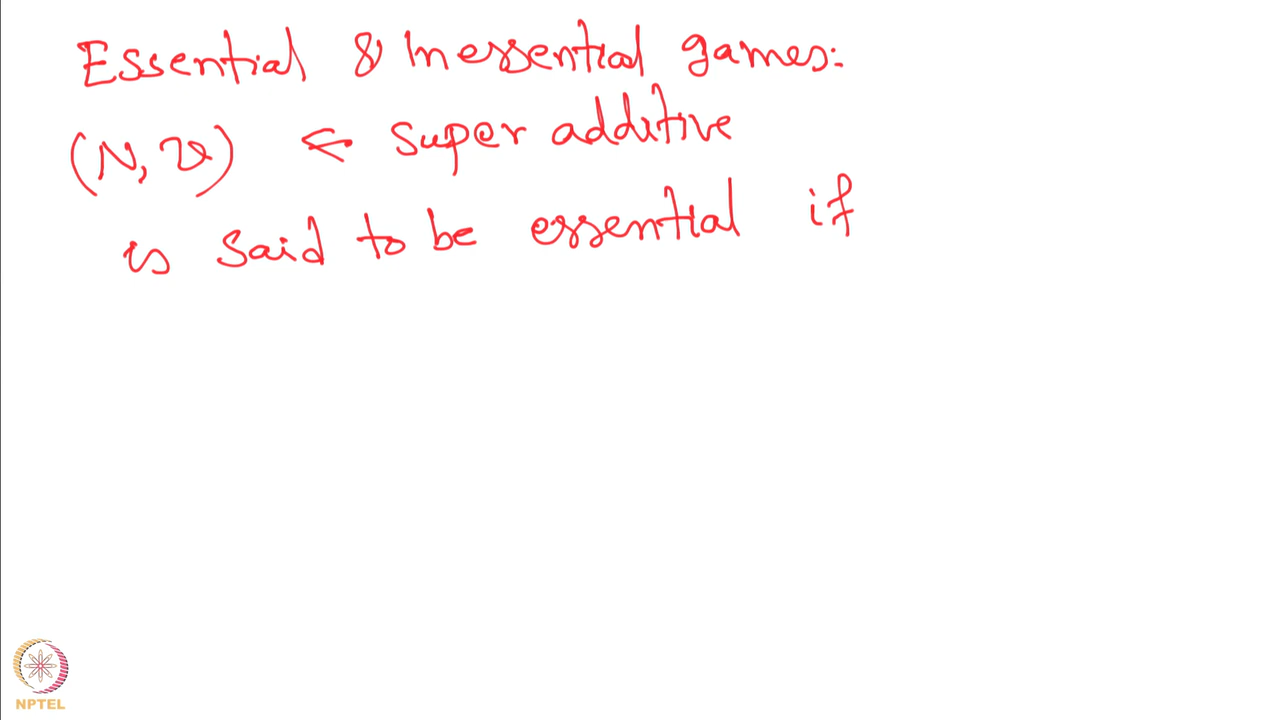 Essential & Inessential games:
(N, v) ← Super additive
is said to be essential if
NPTEL